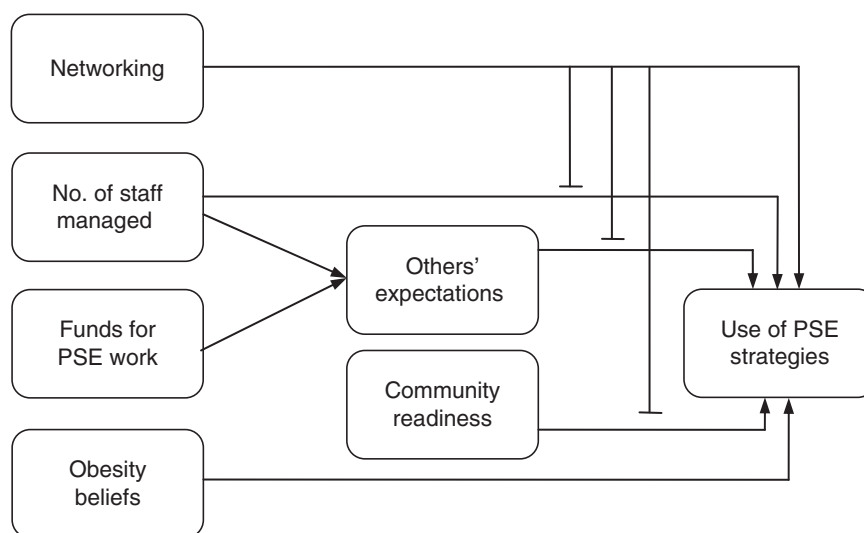 Networking
No. of staff
managed
Others'
expectations
Funds for
PSE work
Use of PSE
strategies
Community
readiness
Obesity
beliefs